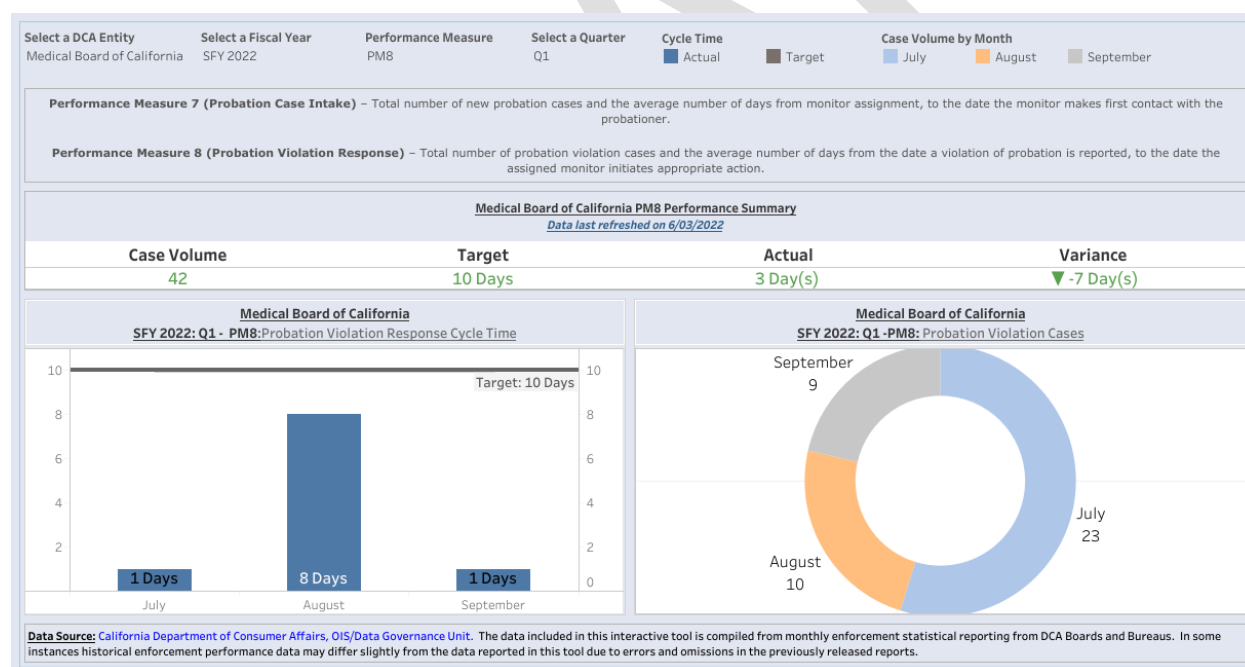 Select a DCA Entity
Select a Fiscal Year
Performance Measure
Select a Quarter
Cycle Time
Case Volume by Month
Medical Board of California
SFY 2022
PM8
Q1
Actual
Target
July
August
September
Performance Measure 7 (Probation Case Intake) – Total number of new probation cases and the average number of days from monitor assignment, to the date the monitor makes first contact with the
probationer.
Performance Measure 8 (Probation Violation Response) – Total number of probation violation cases and the average number of days from the date a violation of probation is reported, to the date the
assigned monitor initiates appropriate action.
Medical Board of California PM8 Performance Summary
Data last refreshed on 6/03/2022
Case Volume
Target
Actual
Variance
42
10 Days
3 Day(s)
▼ -7 Day(s)
Medical Board of California
SFY 2022: Q1 - PM8:Probation Violation Response Cycle Time
10
8
6
4
2
Target: 10 Days
10
8
6
4
2
0
1 Days
8 Days
1 Days
July
August
September
Medical Board of California
SFY 2022: Q1 -PM8: Probation Violation Cases
September
9
July
23
August
10
Data Source: California Department of Consumer Affairs, OIS/Data Governance Unit. The data included in this interactive tool is compiled from monthly enforcement statistical reporting from DCA Boards and Bureaus. In some
instances historical enforcement performance data may differ slightly from the data reported in this tool due to errors and omissions in the previously released reports.